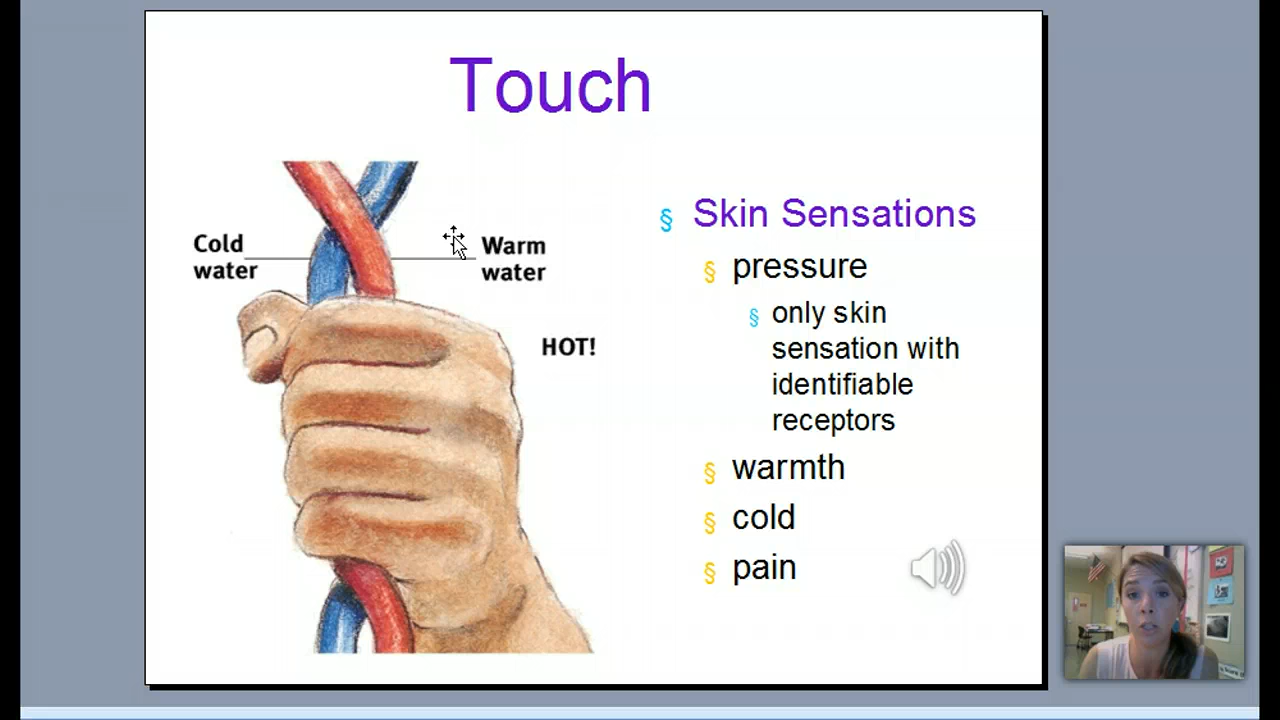 Touch
Cold
water
Warm
water
HOT!
§ Skin Sensations
§ pressure
§ only skin
sensation with
identifiable
receptors
§ warmth
§ cold
§ pain